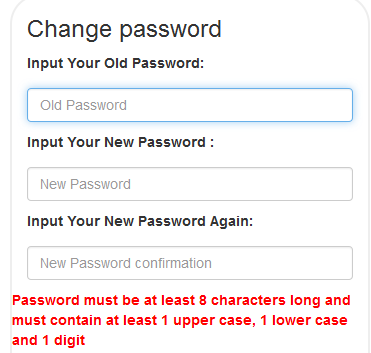 Change password
Input Your Old Password:
Old Password
Input Your New Password :
New Password
Input Your New Password Again:
New Password confirmation
Password must be at least 8 characters long and
must contain at least 1 upper case, 1 lower case
and 1 digit